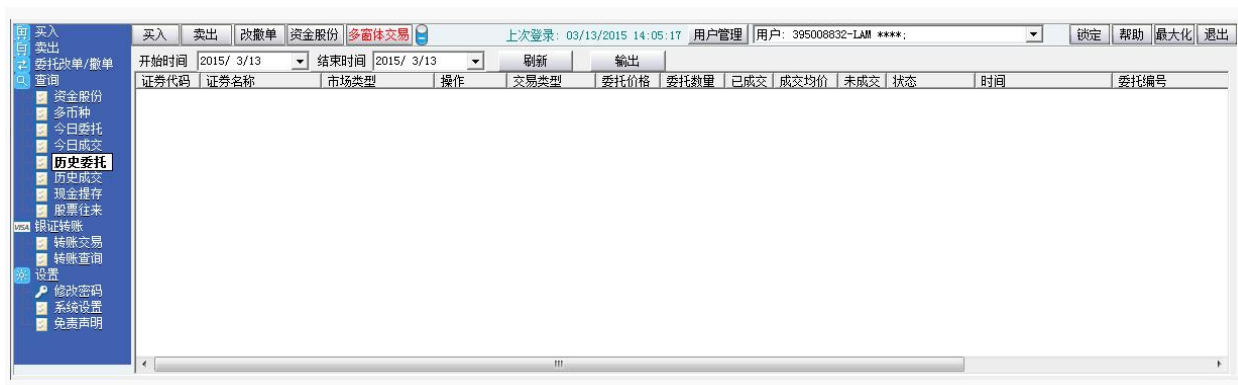 买入 卖出 改撤单 资金股份 多窗体交易 上次登录: 03/13/2015 14:05:17 用户管理 用户: 395008832-LAM ****; 锁定 帮助 最大化 退出
开始时间 2015/ 3/13 结束时间 2015/ 3/13 刷新 输出
证券代码 证券名称 市场类型 操作 交易类型 委托价格 委托数量 已成交 成交均价 未成交 状态 时间 委托编号
买入
卖出
委托改单/撤单
查询
资金股份
多币种
今日委托
今日成交
历史委托
历史成交
现金提存
股票往来
VISA 银证转账
转账交易
转账查询
设置
修改密码
系统设置
免责声明